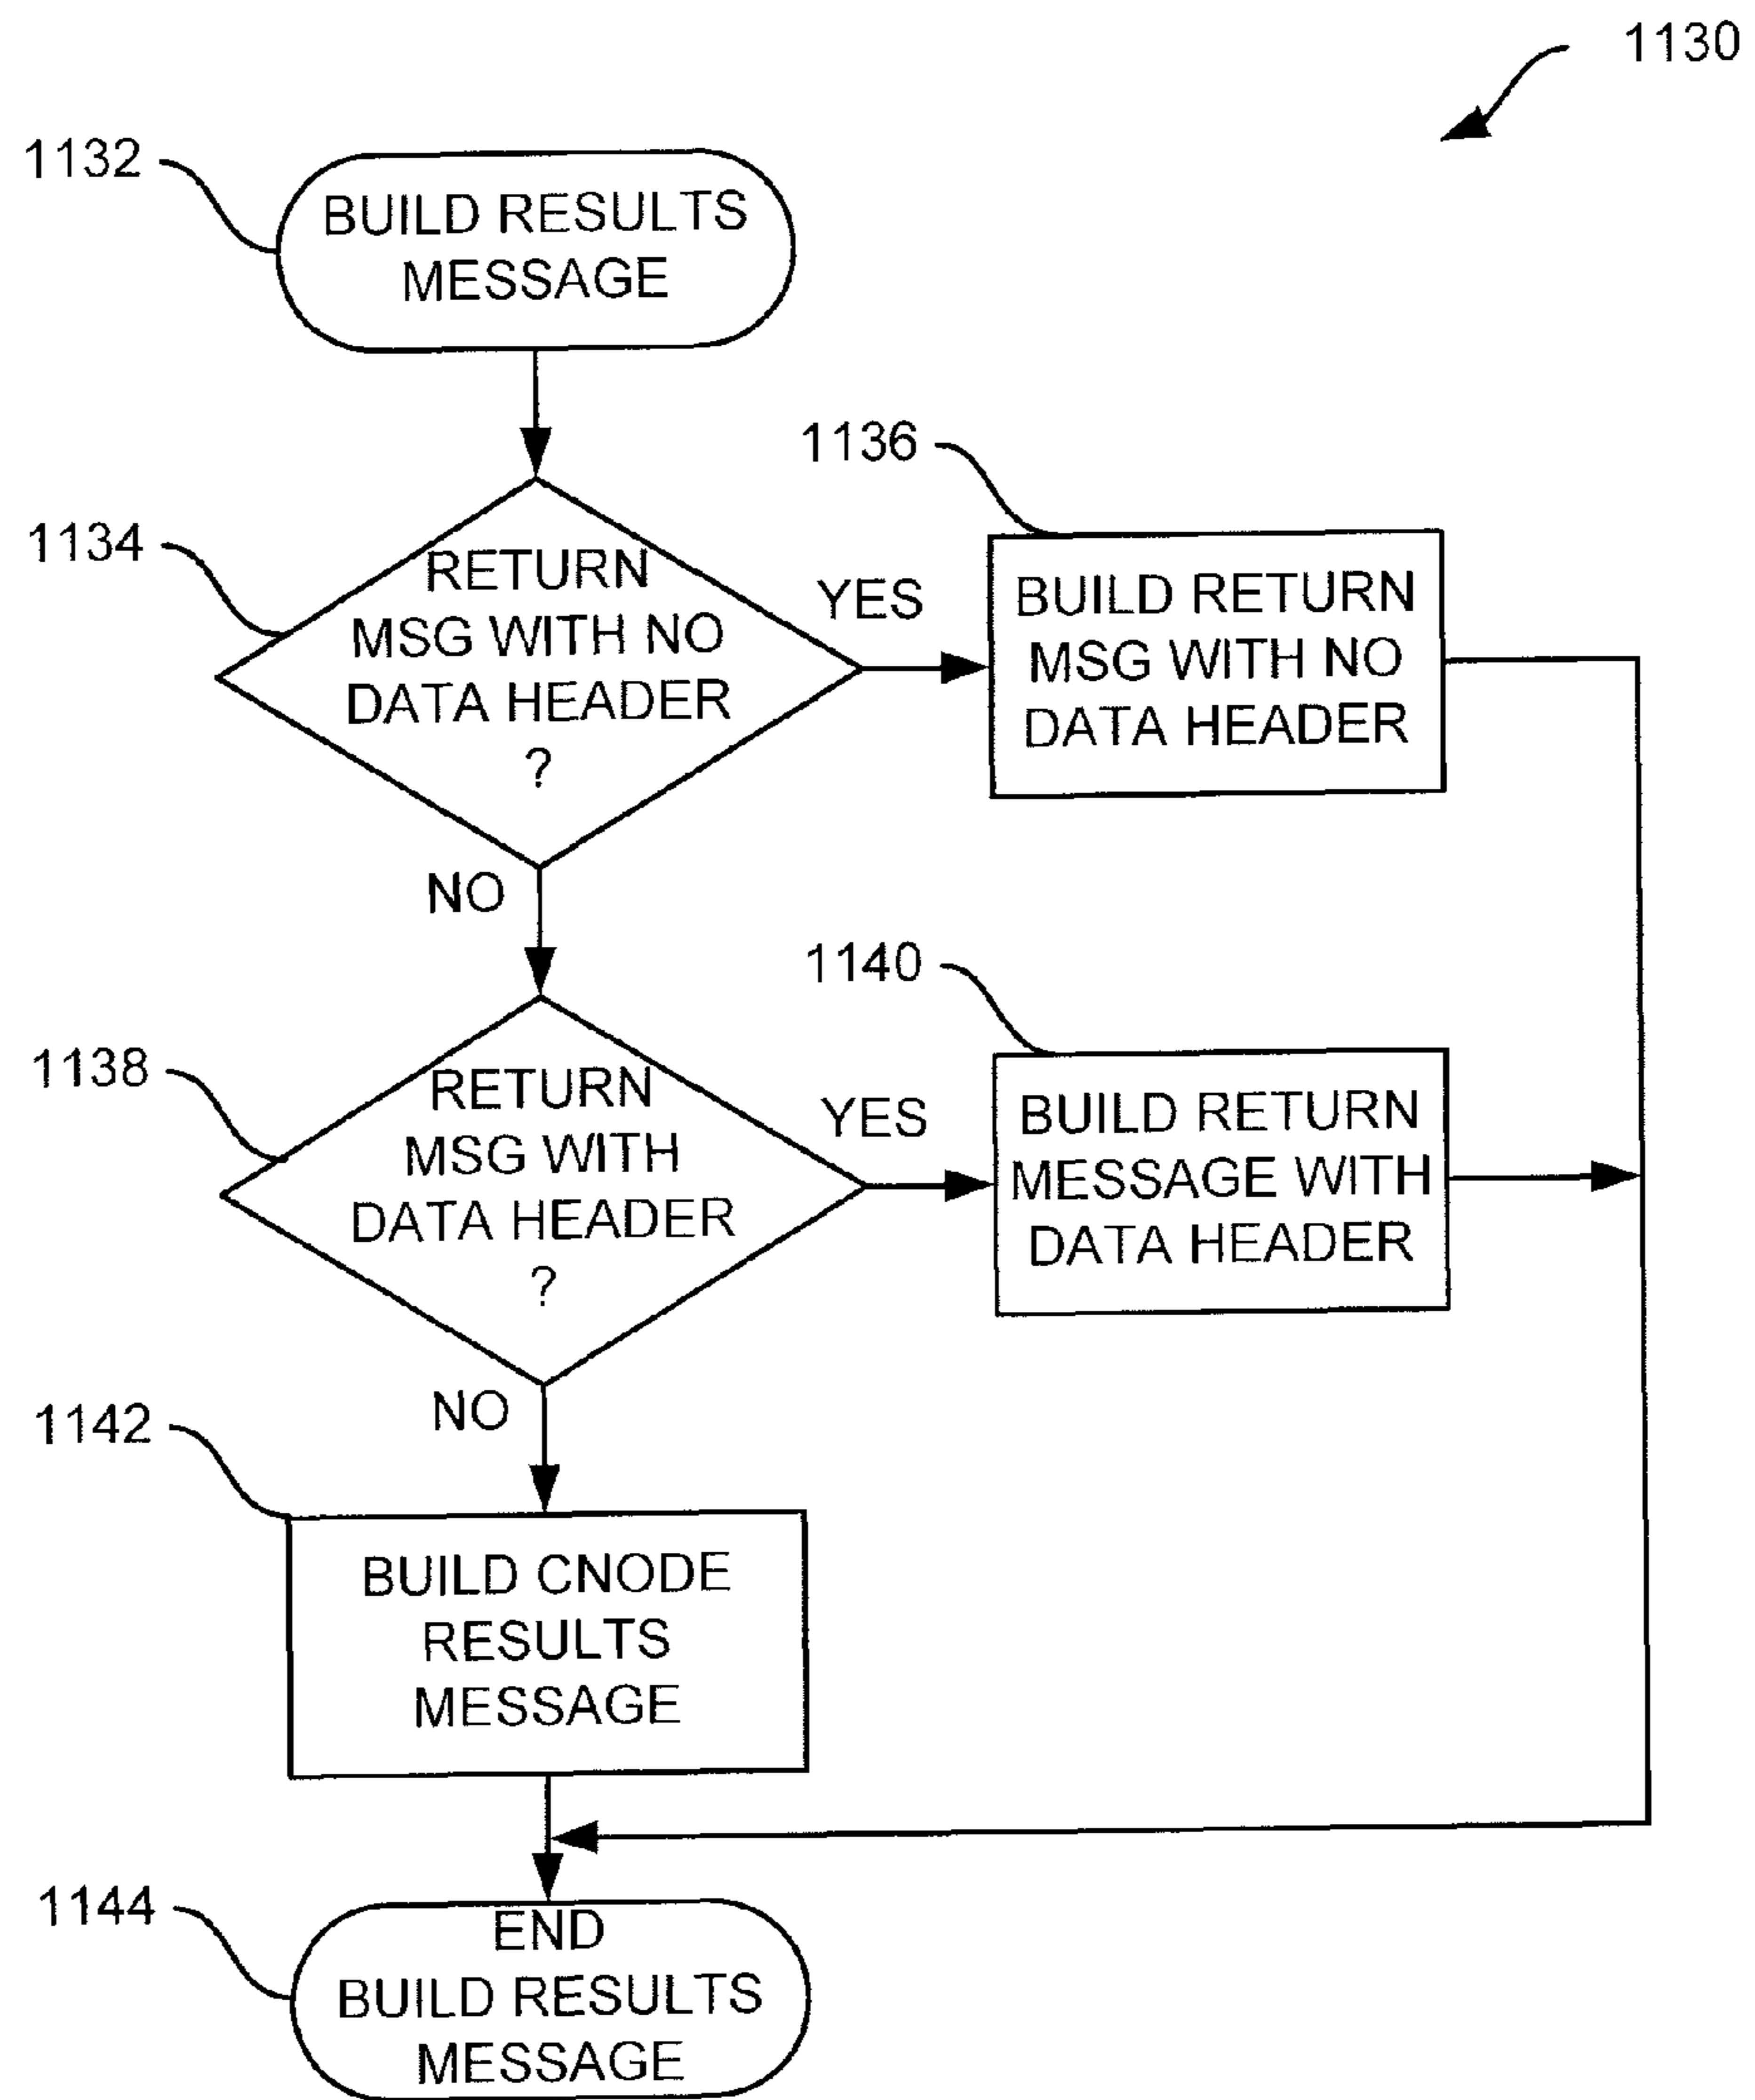 1130
1132
BUILD RESULTS
MESSAGE
1134
RETURN
MSG WITH NO
DATA HEADER
?
YES
1136
BUILD RETURN
MSG WITH NO
DATA HEADER
NO
1138
RETURN
MSG WITH
DATA HEADER
?
YES
1140
BUILD RETURN
MESSAGE WITH
DATA HEADER
NO
1142
BUILD CNODE
RESULTS
MESSAGE
1144
END
BUILD RESULTS
MESSAGE